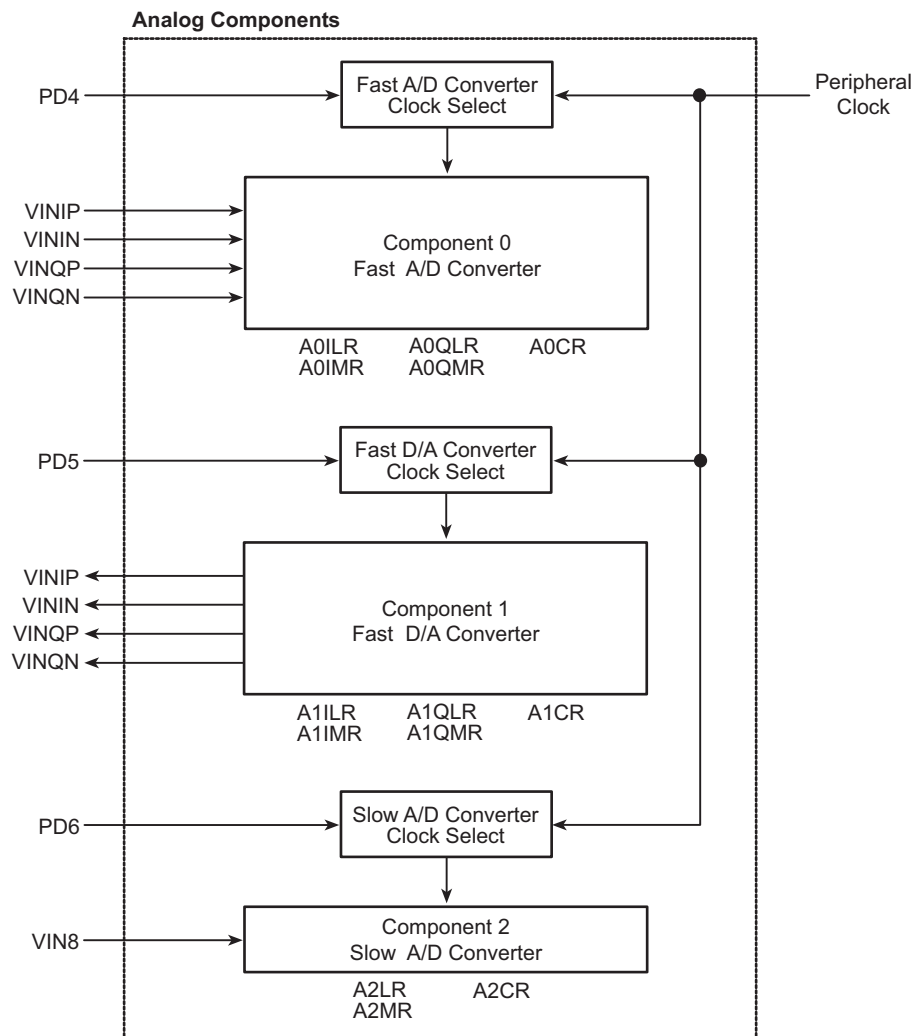 Analog Components
PD4
Fast A/D Converter
Clock Select
Peripheral
Clock
VINIP
VININ
VINQP
VINQN
Component 0
Fast A/D Converter
A0ILR A0QLR A0CR
A0IMR A0QMR
PD5
Fast D/A Converter
Clock Select
VINIP
VININ
VINQP
VINQN
Component 1
Fast D/A Converter
A1ILR A1QLR A1CR
A1IMR A1QMR
PD6
Slow A/D Converter
Clock Select
VIN8
Component 2
Slow A/D Converter
A2LR A2CR
A2MR